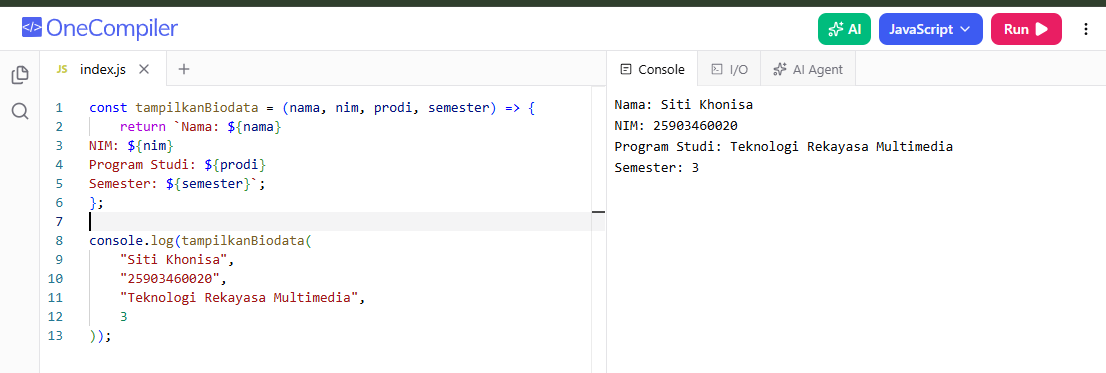 OneCompiler
AI
JavaScript
Run
JS index.js
Console
I/O
AI Agent
1 const tampilkanBiodata = (nama, nim, prodi, semester) => {
2 return `Nama: ${nama}
3 NIM: ${nim}
4 Program Studi: ${prodi}
5 Semester: ${semester}`;
6 };
7
8 console.log(tampilkanBiodata(
9 "Siti Khonisa",
10 "25903460020",
11 "Teknologi Rekayasa Multimedia",
12 3
13 ));
Nama: Siti Khonisa
NIM: 25903460020
Program Studi: Teknologi Rekayasa Multimedia
Semester: 3